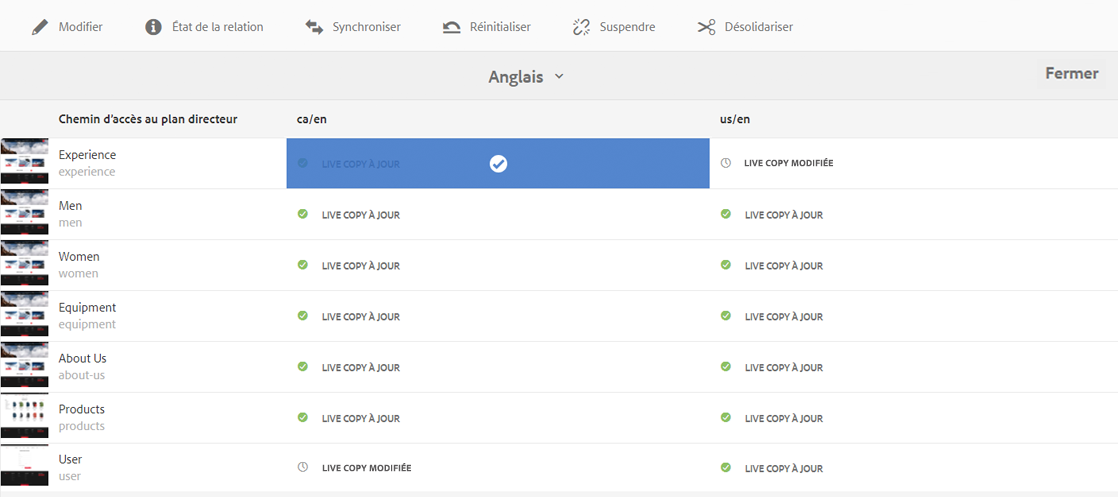 Modifier État de la relation Synchroniser Réinitialiser Suspendre Désolidariser
Anglais Fermer
Chemin d'accès au plan directeur ca/en us/en
Experience LIVE COPY À JOUR LIVE COPY MODIFIÉE
experience
Men LIVE COPY À JOUR LIVE COPY À JOUR
men
Women LIVE COPY À JOUR LIVE COPY À JOUR
women
Equipment LIVE COPY À JOUR LIVE COPY À JOUR
equipment
About Us LIVE COPY À JOUR LIVE COPY À JOUR
about-us
Products LIVE COPY À JOUR LIVE COPY À JOUR
products
User LIVE COPY MODIFIÉE LIVE COPY À JOUR
user